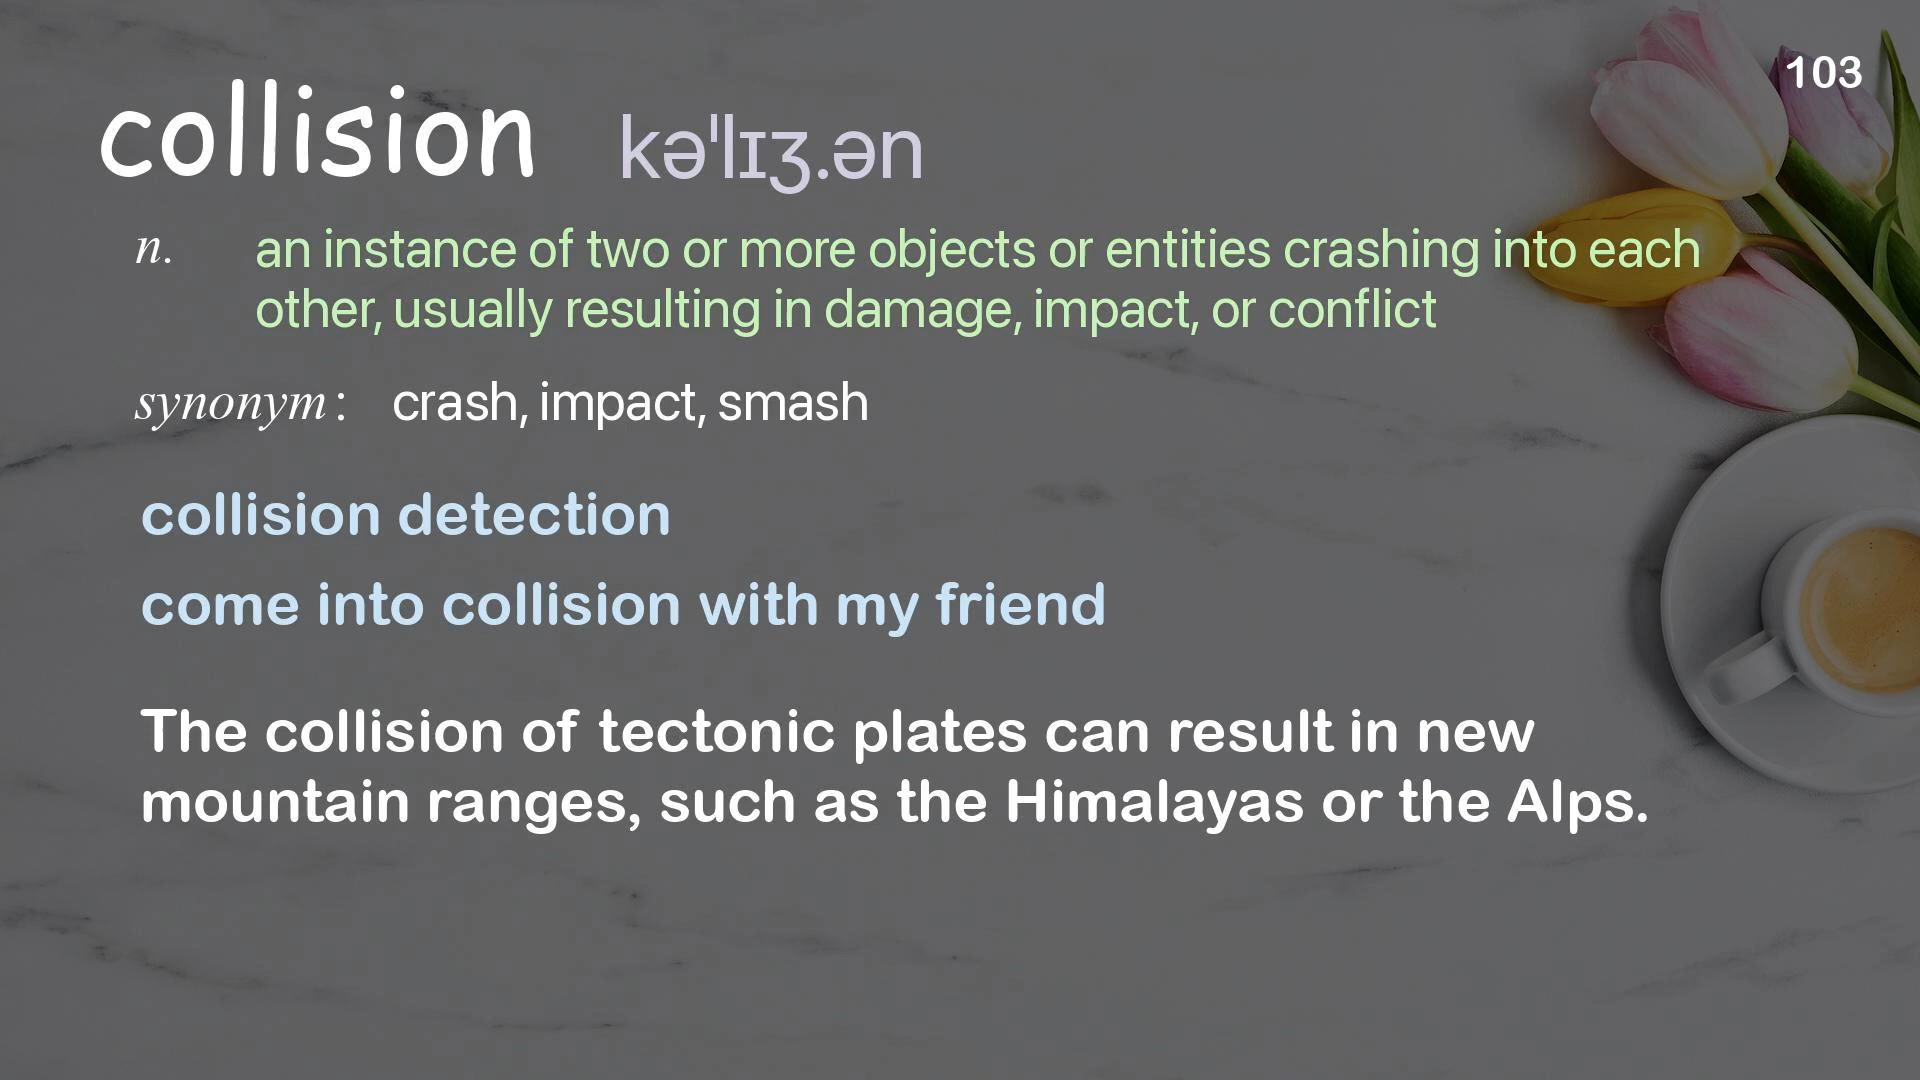 103
collision kəˈlɪʒ.ən
n. an instance of two or more objects or entities crashing into each
other, usually resulting in damage, impact, or conflict
synonym: crash, impact, smash
collision detection
come into collision with my friend
The collision of tectonic plates can result in new
mountain ranges, such as the Himalayas or the Alps.